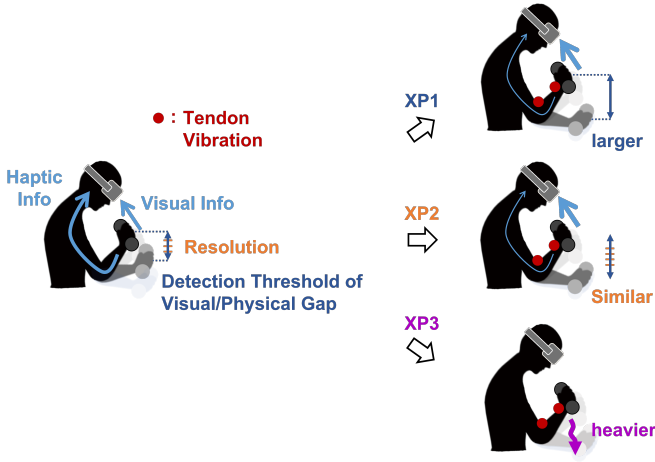 : Tendon
Vibration
Haptic
Info
Visual Info
Resolution
Detection Threshold of
Visual/Physical Gap
XP1
larger
XP2
Similar
XP3
heavier